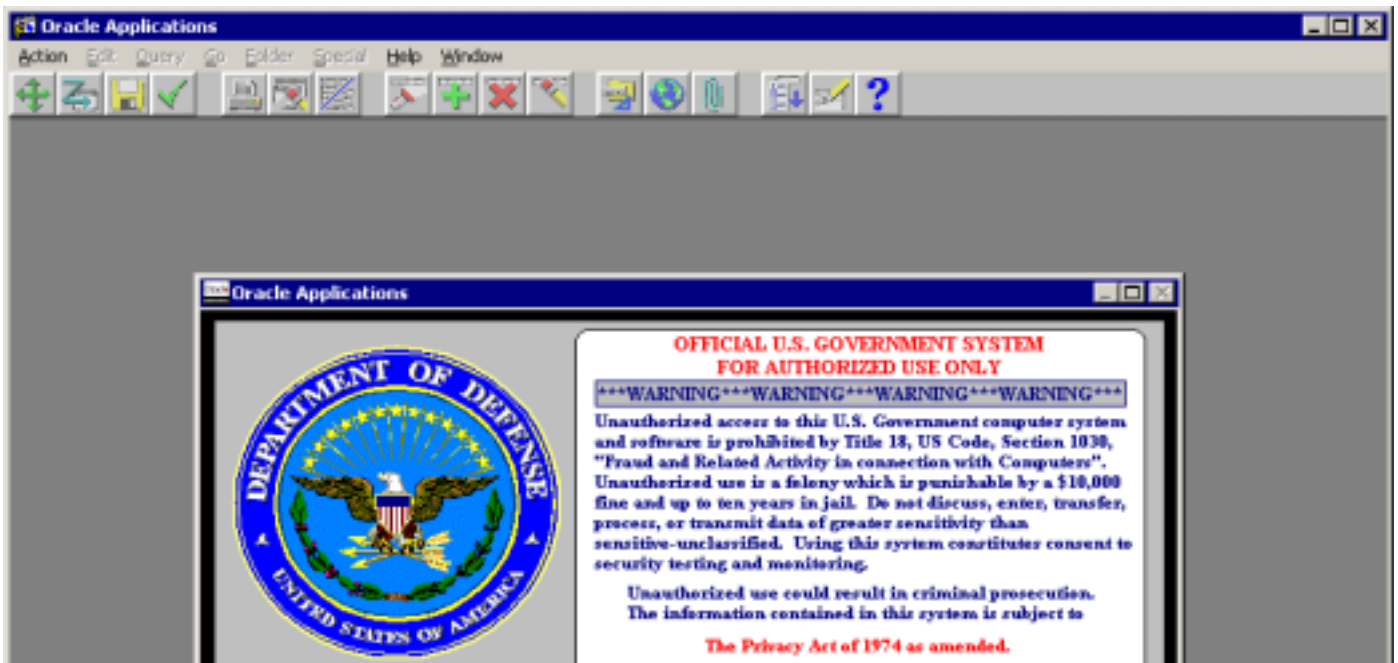 Oracle Applications
Action Edit Query Go Folder Special Help Window
Oracle Applications
DEPARTMENT OF DEFENSE
UNITED STATES OF AMERICA
OFFICIAL U.S. GOVERNMENT SYSTEM
FOR AUTHORIZED USE ONLY
***WARNING***WARNING***WARNING***WARNING***
Unauthorized access to this U.S. Government computer system
and software is prohibited by Title 18, US Code, Section 1030,
"Fraud and Related Activity in connection with Computers".
Unauthorized use is a felony which is punishable by a $10,000
fine and up to ten years in jail. Do not discuss, enter, transfer,
process, or transmit data of greater sensitivity than
sensitive-unclassified. Using this system constitutes consent to
security testing and monitoring.
Unauthorized use could result in criminal prosecution.
The information contained in this system is subject to
The Privacy Act of 1974 as amended.